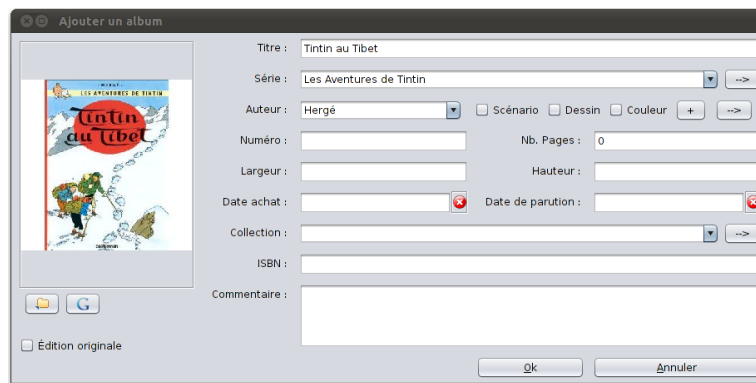 Ajouter un album
Titre : Tintin au Tibet
Série : Les Aventures de Tintin -->
Auteur : Hergé Scénario Dessin Couleur + -->
Numéro : Nb. Pages : 0
Largeur : Hauteur :
Date achat : Date de parution :
Collection : -->
ISBN :
Commentaire :
HERGÉ
LES AVENTURES DE TINTIN
Tintin
au Tibet
casterman
G
Édition originale
Ok Annuler